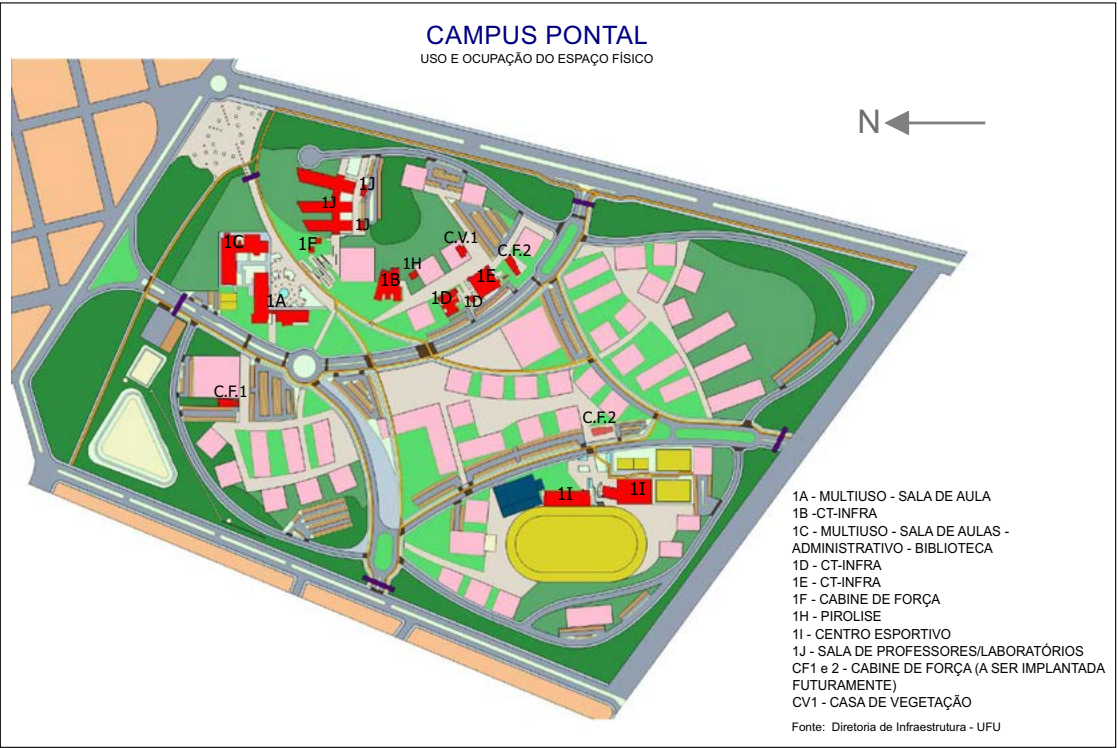 CAMPUS PONTAL
USO E OCUPAÇÃO DO ESPAÇO FÍSICO
N
1J
1J
1J
1C
1F
C.V.1
C.F.2
1H
1B
1E
1A
1D
1D
C.F.1
C.F.2
1I
1I
1A - MULTIUSO - SALA DE AULA
1B -CT-INFRA
1C - MULTIUSO - SALA DE AULAS -
ADMINISTRATIVO - BIBLIOTECA
1D - CT-INFRA
1E - CT-INFRA
1F - CABINE DE FORÇA
1H - PIROLISE
1I - CENTRO ESPORTIVO
1J - SALA DE PROFESSORES/LABORATÓRIOS
CF1 e 2 - CABINE DE FORÇA (A SER IMPLANTADA
FUTURAMENTE)
CV1 - CASA DE VEGETAÇÃO
Fonte: Diretoria de Infraestrutura - UFU